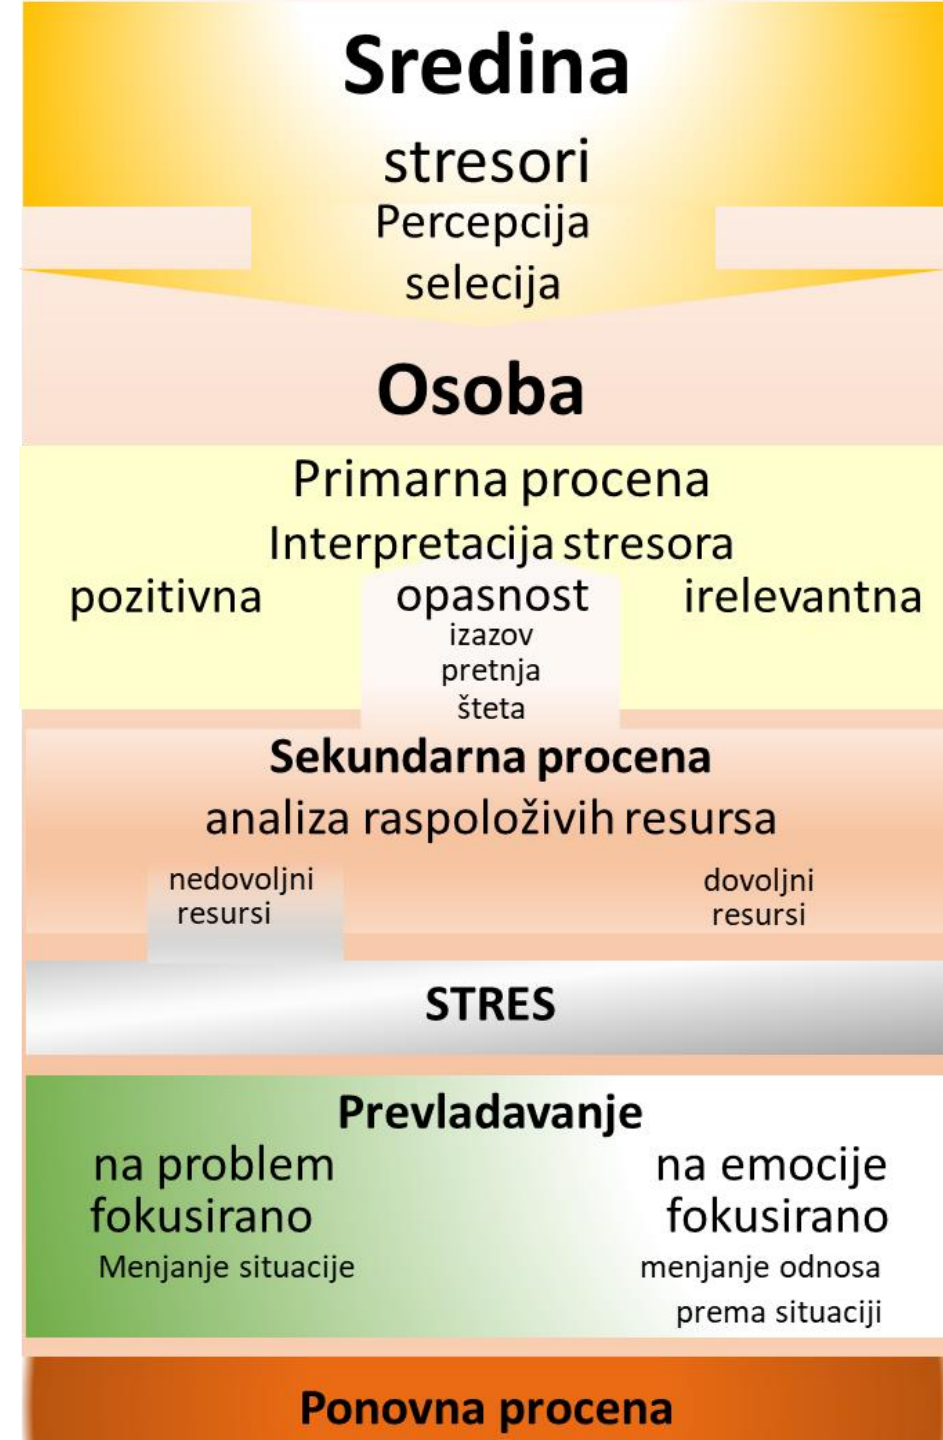 Sredina
stresori
Percepcija
selecija
Osoba
Primarna procena
Interpretacija stresora
pozitivna opasnost irelevantna
izazov
pretnja
šteta
Sekundarna procena
analiza raspoloživih resursa
nedovoljni dovoljni
resursi resursi
STRES
Prevladavanje
na problem na emocije
fokusirano fokusirano
Menjanje situacije menjanje odnosa
prema situaciji
Ponovna procena